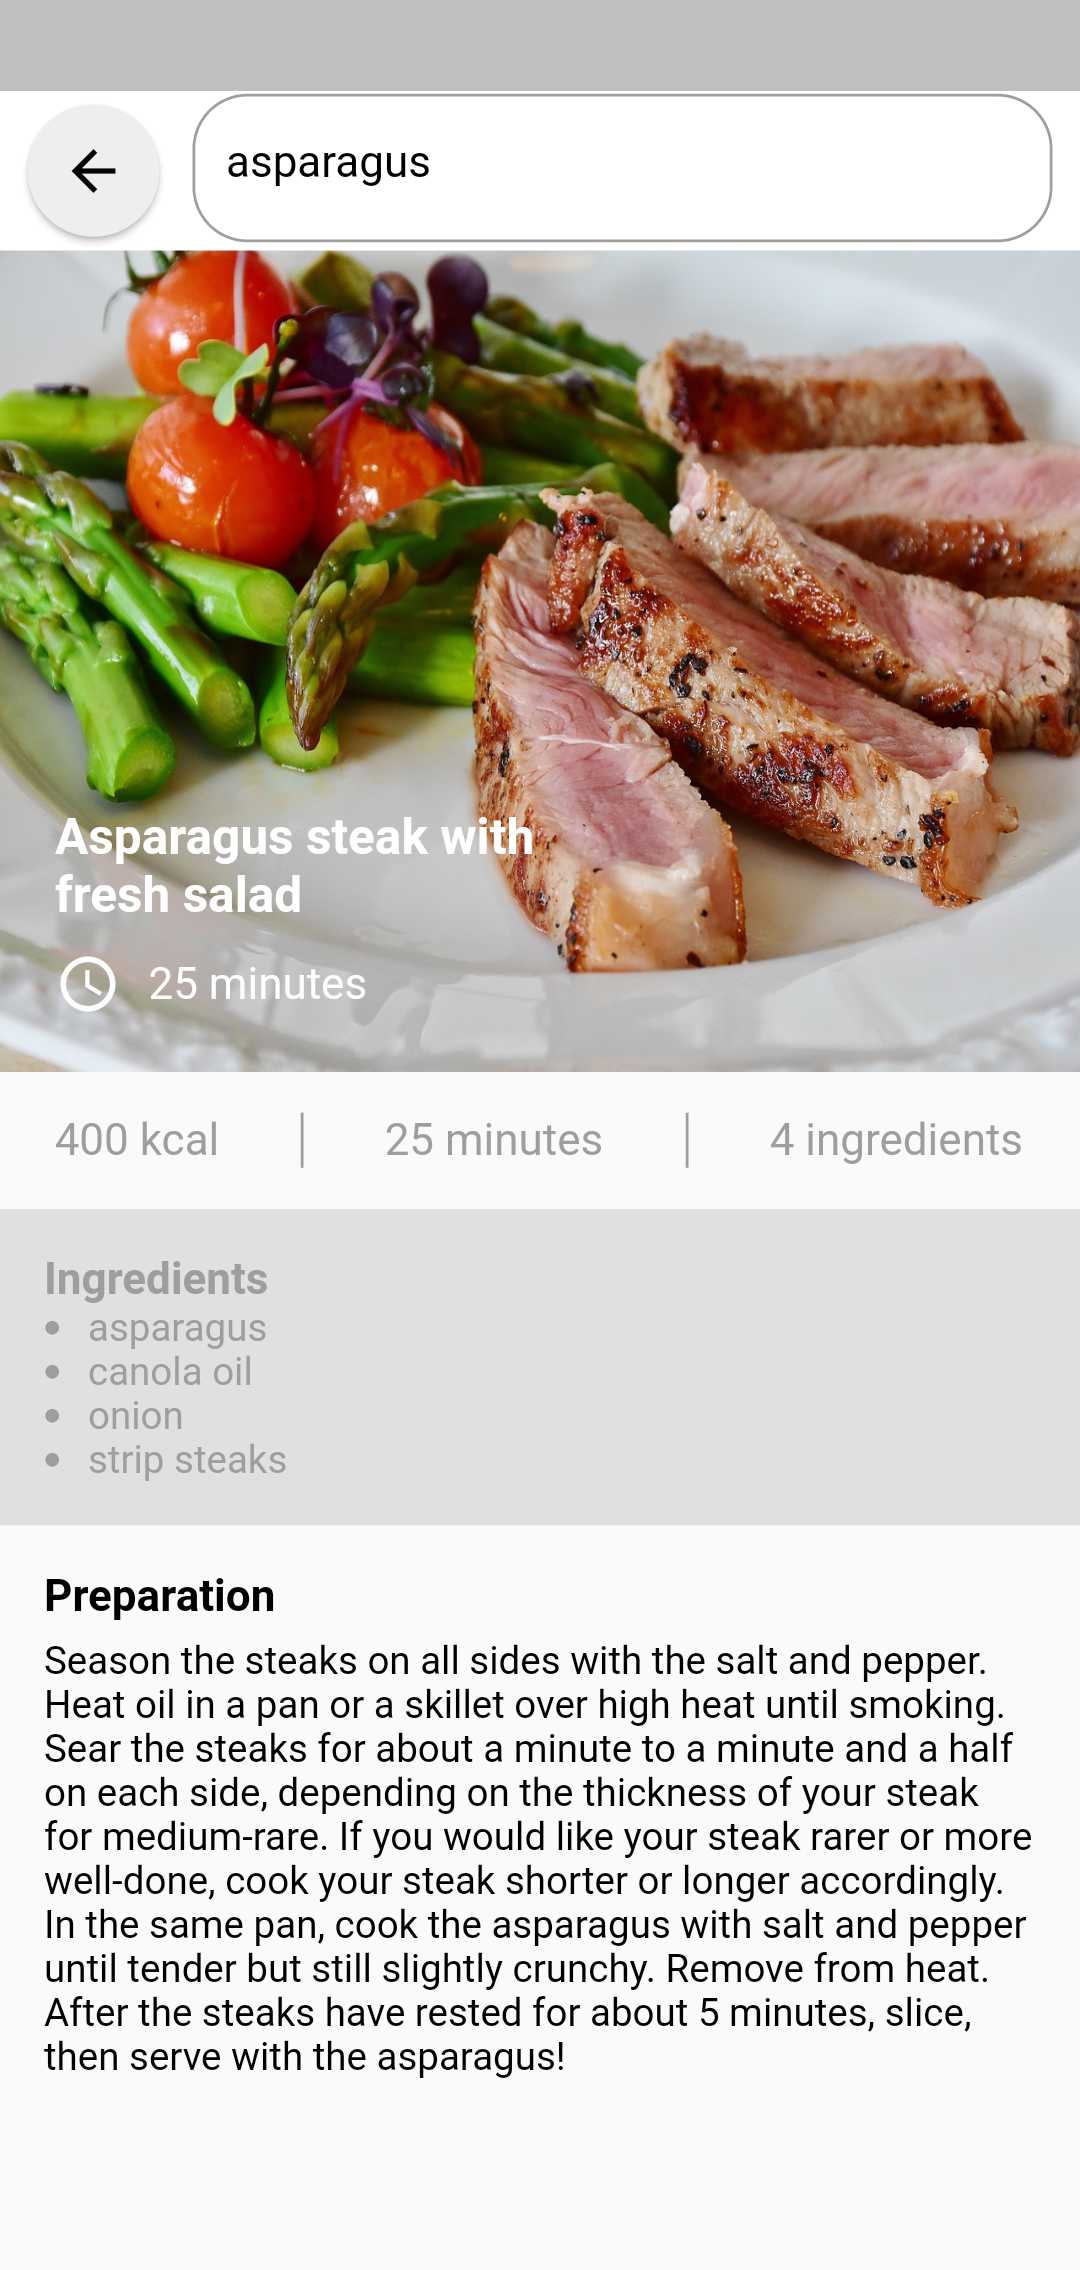 asparagus
Asparagus steak with
fresh salad
25 minutes
400 kcal
25 minutes
4 ingredients
Ingredients
• asparagus
• canola oil
• onion
• strip steaks
Preparation
Season the steaks on all sides with the salt and pepper.
Heat oil in a pan or a skillet over high heat until smoking.
Sear the steaks for about a minute to a minute and a half
on each side, depending on the thickness of your steak
for medium-rare. If you would like your steak rarer or more
well-done, cook your steak shorter or longer accordingly.
In the same pan, cook the asparagus with salt and pepper
until tender but still slightly crunchy. Remove from heat.
After the steaks have rested for about 5 minutes, slice,
then serve with the asparagus!